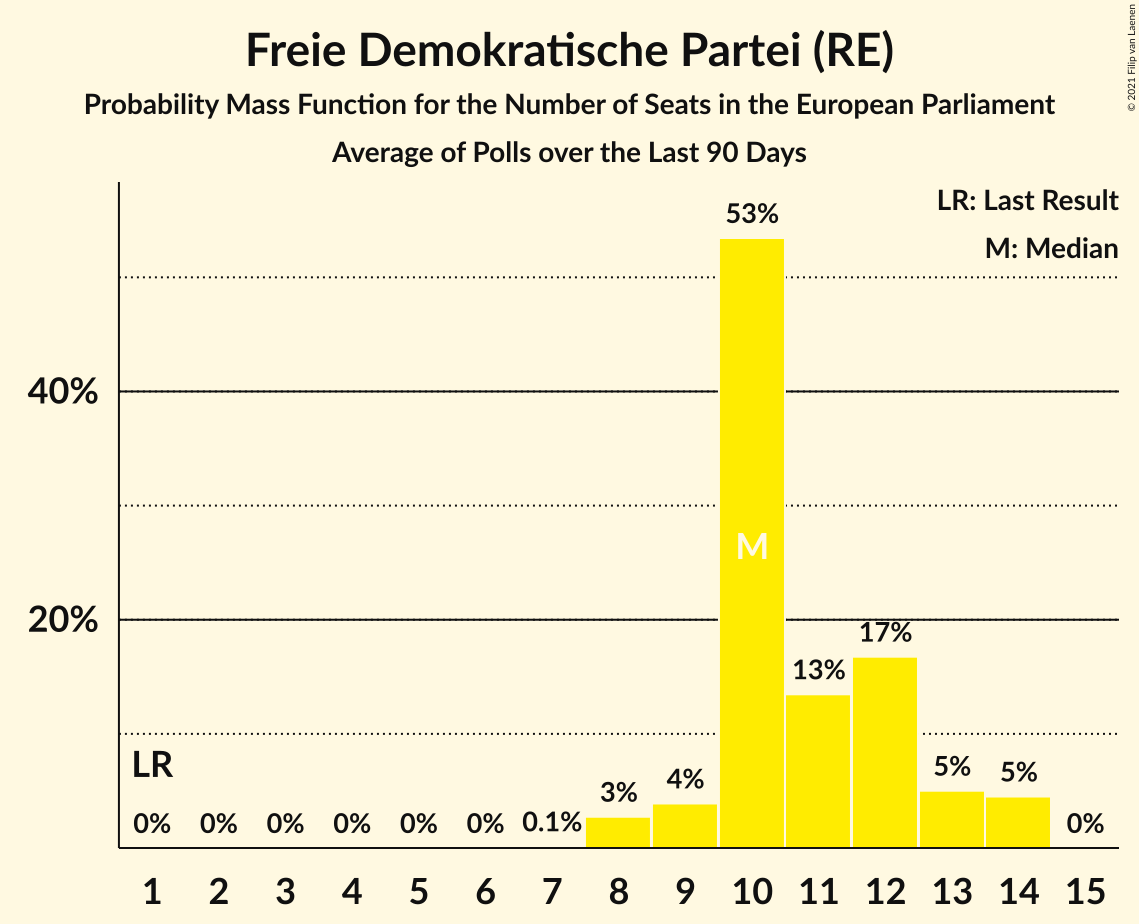 Freie Demokratische Partei (RE)
Probability Mass Function for the Number of Seats in the European Parliament
Average of Polls over the Last 90 Days
© 2021 Filip van Laenen
LR: Last Result
M: Median
53%
40%
M
20%
17%
13%
LR
5%
5%
4%
3%
0% 0% 0% 0% 0% 0% 0.1% 0%
1 2 3 4 5 6 7 8 9 10 11 12 13 14 15